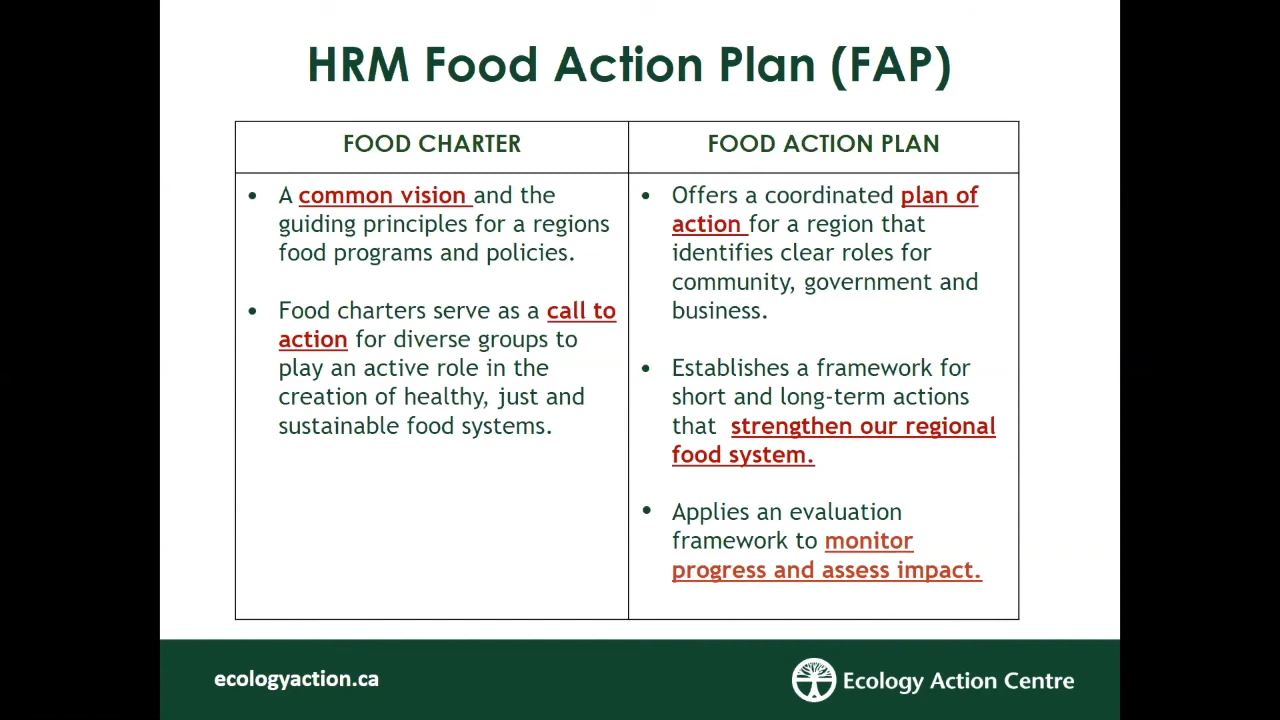 HRM Food Action Plan (FAP)
FOOD CHARTER
• A common vision and the
guiding principles for a regions
food programs and policies.
• Food charters serve as a call to
action for diverse groups to
play an active role in the
creation of healthy, just and
sustainable food systems.
FOOD ACTION PLAN
• Offers a coordinated plan of
action for a region that
identifies clear roles for
community, government and
business.
• Establishes a framework for
short and long-term actions
that strengthen our regional
food system.
• Applies an evaluation
framework to monitor
progress and assess impact.
ecologyaction.ca
Ecology Action Centre